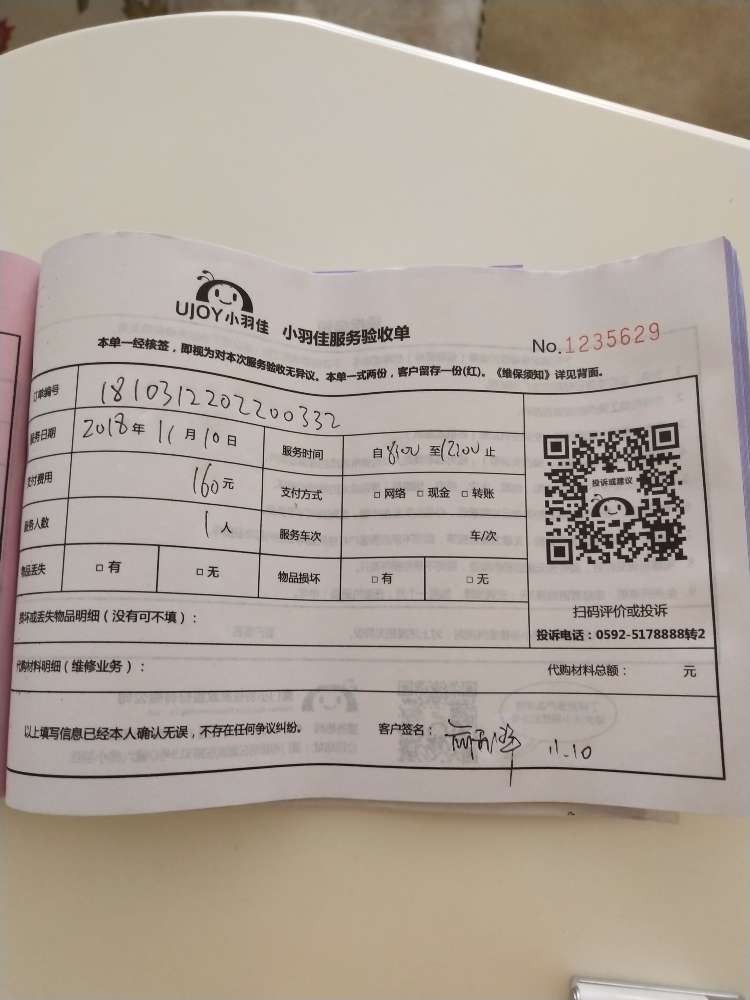 UJOY小羽佳 小羽佳服务验收单
No.1235629
本单一经核签，即视为对本次服务验收无异议。本单一式两份，客户留存一份(红)。《维保须知》详见背面。
订单编号 1810312202200332
服务日期 2018年11月10日 服务时间 自8:00至12:00止
支付费用 160元 支付方式 □网络 □现金 □转账
服务人数 1人 服务车次 车/次
物品丢失 □有 □无 物品损坏 □有 □无
投诉或建议
扫码评价或投诉
投诉电话：0592-5178888转2
损坏或丢失物品明细（没有可不填）：
代购材料明细（维修业务）： 代购材料总额： 元
以上填写信息已经本人确认无误，不存在任何争议纠纷。 客户签名： 11.10